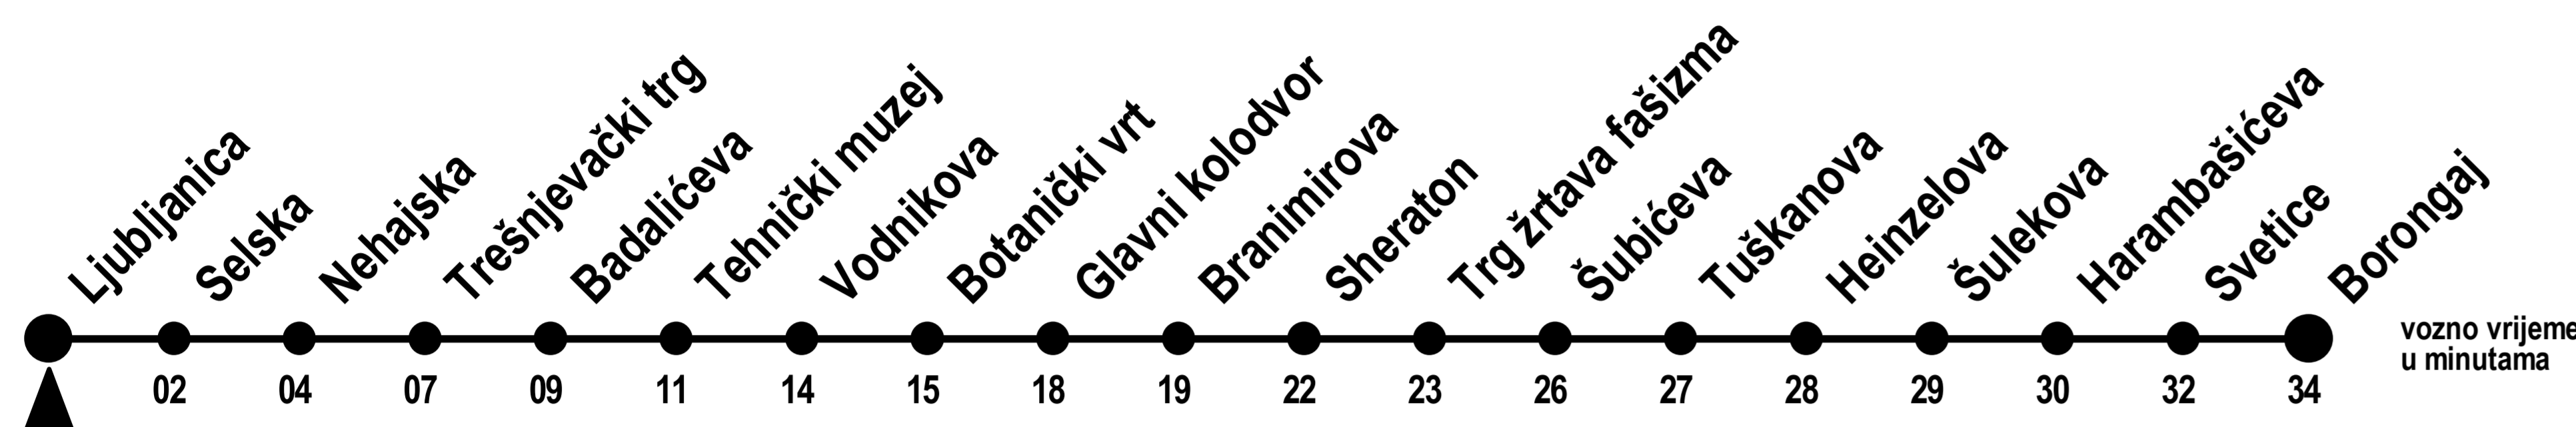 Ljubljanica
Selska
Nehajska
Trešnjevački trg
Badalićeva
Tehnički muzej
Vodnikova
Botanički vrt
Glavni kolodvor
Branimirova
Sheraton
Trg žrtava fašizma
Šubićeva
Tuškanova
Heinzelova
Šulekova
Harambašićeva
Svetice
Borongaj
02 04 07 09 11 14 15 18 19 22 23 26 27 28 29 30 32 34
vozno vrijeme
u minutama